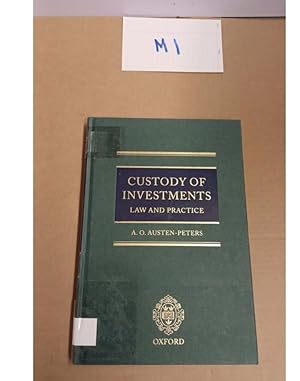 M1
CUSTODY OF
INVESTMENTS
LAW AND PRACTICE
A. O. AUSTEN-PETERS
OXFORD